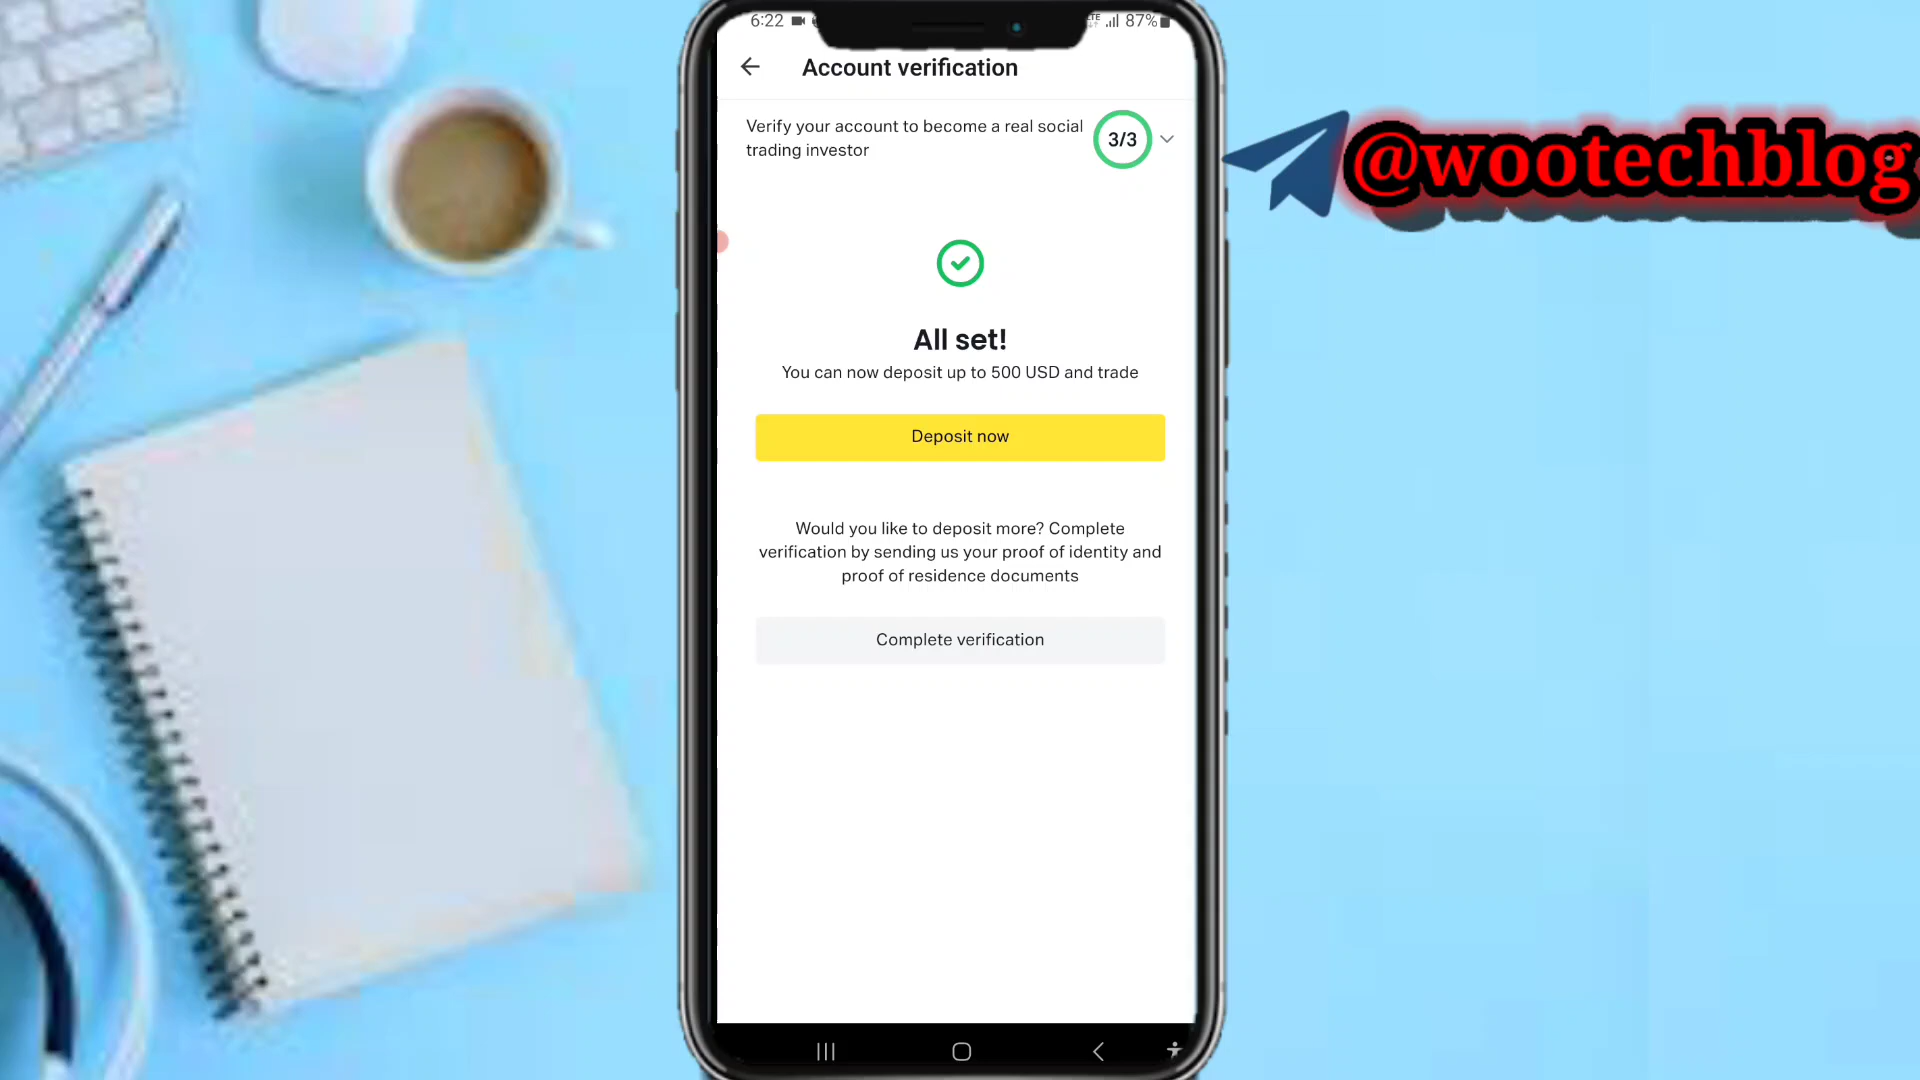 6:22 87%
Account verification
Verify your account to become a real social
trading investor
3/3
@wootechblog
All set!
You can now deposit up to 500 USD and trade
Deposit now
Would you like to deposit more? Complete
verification by sending us your proof of identity and
proof of residence documents
Complete verification